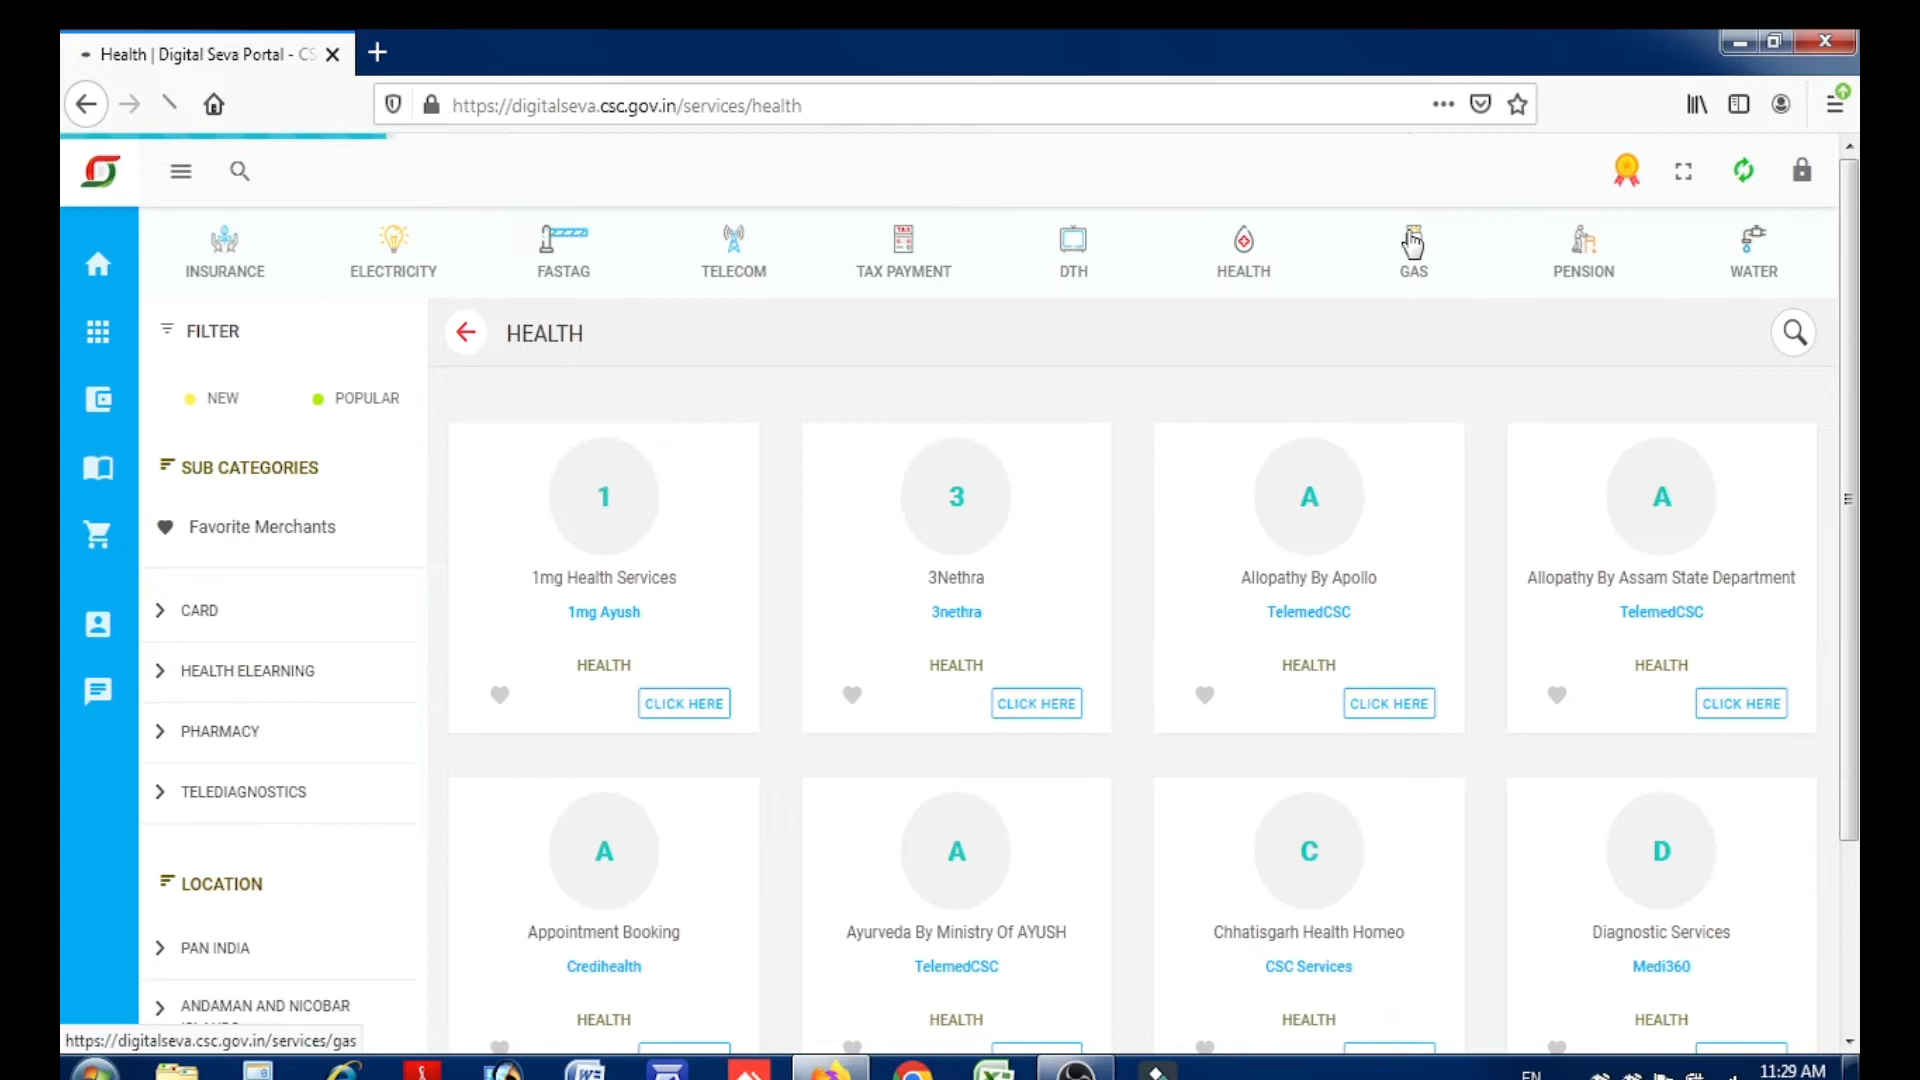 Health | Digital Seva Portal - CS
https://digitalseva.csc.gov.in/services/health
INSURANCE
ELECTRICITY
FASTAG
TELECOM
TAX
TAX PAYMENT
DTH
HEALTH
GAS
PENSION
WATER
FILTER
HEALTH
NEW
POPULAR
SUB CATEGORIES
Favorite Merchants
CARD
HEALTH ELEARNING
PHARMACY
TELEDIAGNOSTICS
LOCATION
PAN INDIA
ANDAMAN AND NICOBAR
1
1mg Health Services
1mg Ayush
HEALTH
CLICK HERE
3
3Nethra
3nethra
HEALTH
CLICK HERE
A
Allopathy By Apollo
TelemedCSC
HEALTH
CLICK HERE
A
Allopathy By Assam State Department
TelemedCSC
HEALTH
CLICK HERE
A
Appointment Booking
Credihealth
HEALTH
A
Ayurveda By Ministry Of AYUSH
TelemedCSC
HEALTH
C
Chhatisgarh Health Homeo
CSC Services
HEALTH
D
Diagnostic Services
Medi360
HEALTH
https://digitalseva.csc.gov.in/services/gas
EN
11:29 AM